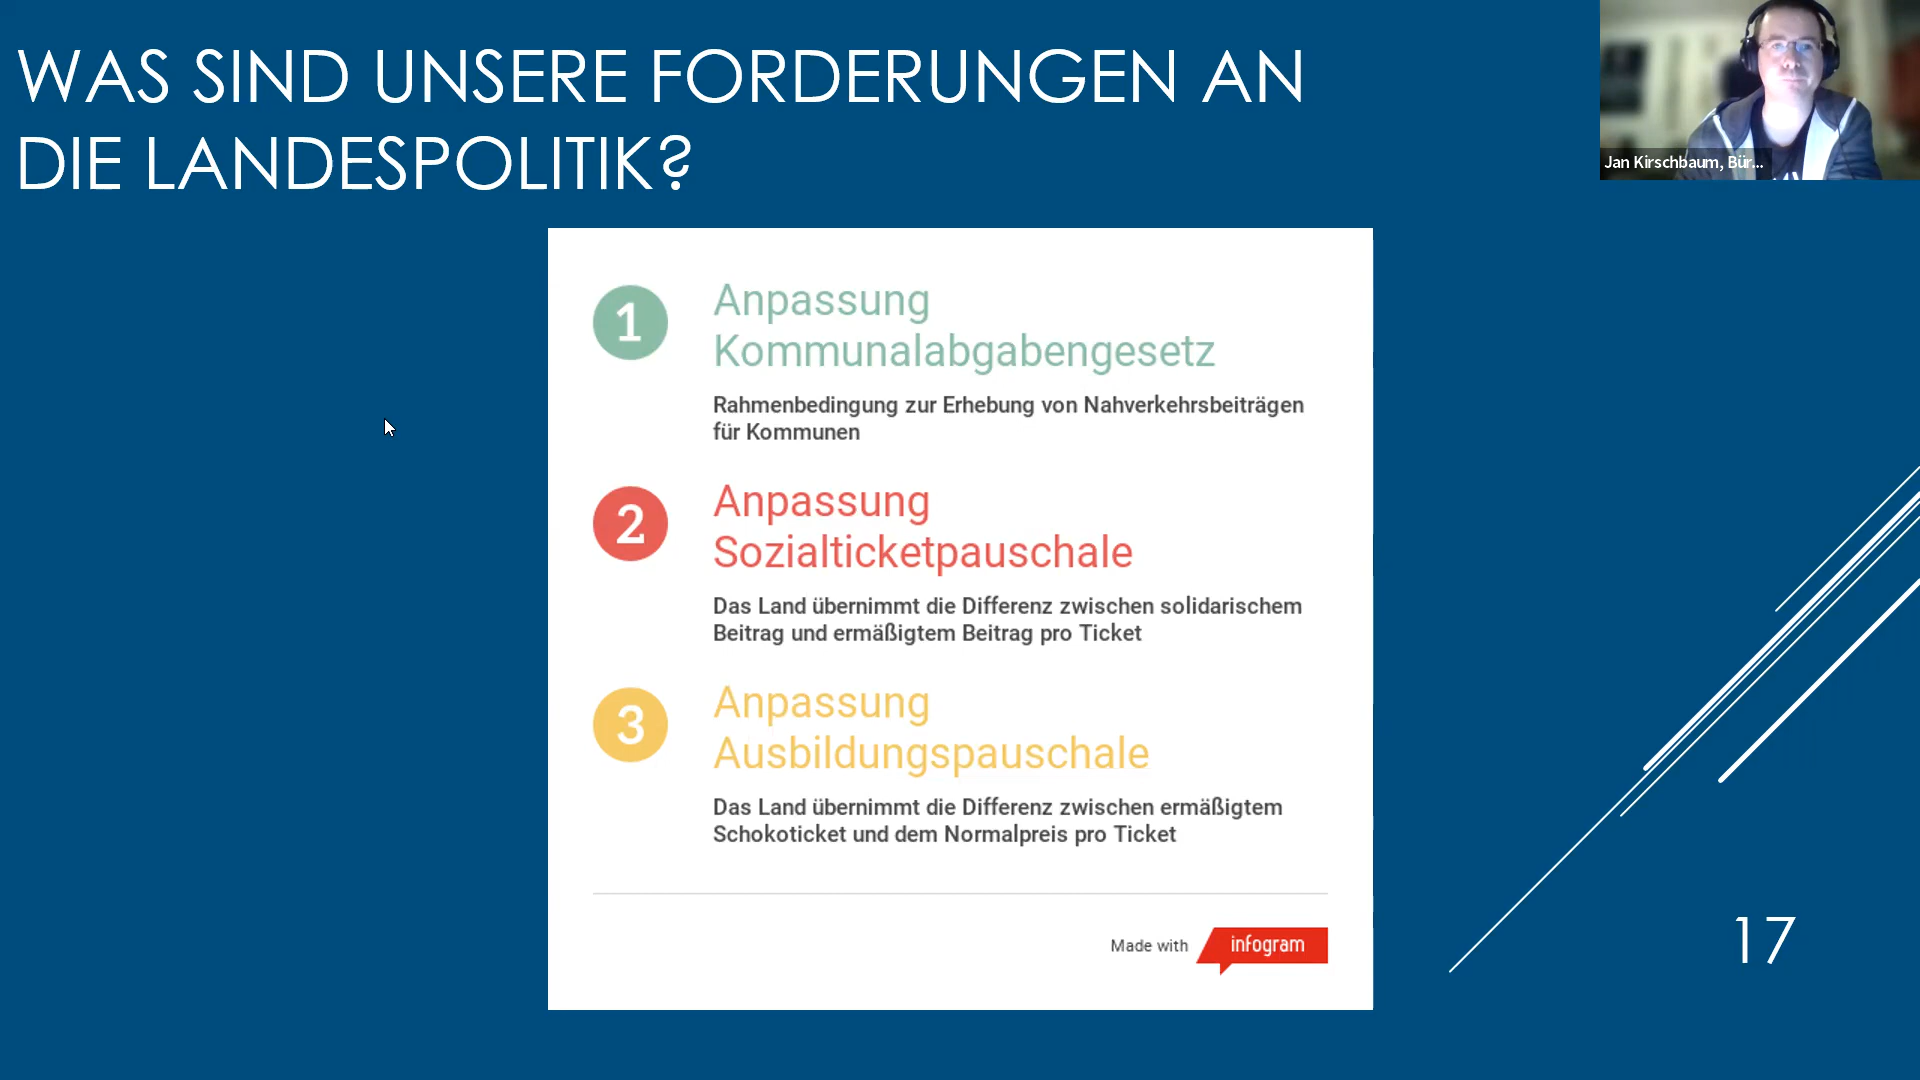 WAS SIND UNSERE FORDERUNGEN AN
DIE LANDESPOLITIK?
Jan Kirschbaum, Bür...
1
Anpassung
Kommunalabgabengesetz
Rahmenbedingung zur Erhebung von Nahverkehrsbeiträgen
für Kommunen
2
Anpassung
Sozialticketpauschale
Das Land übernimmt die Differenz zwischen solidarischem
Beitrag und ermäßigtem Beitrag pro Ticket
3
Anpassung
Ausbildungspauschale
Das Land übernimmt die Differenz zwischen ermäßigtem
Schokoticket und dem Normalpreis pro Ticket
Made with infogram
17